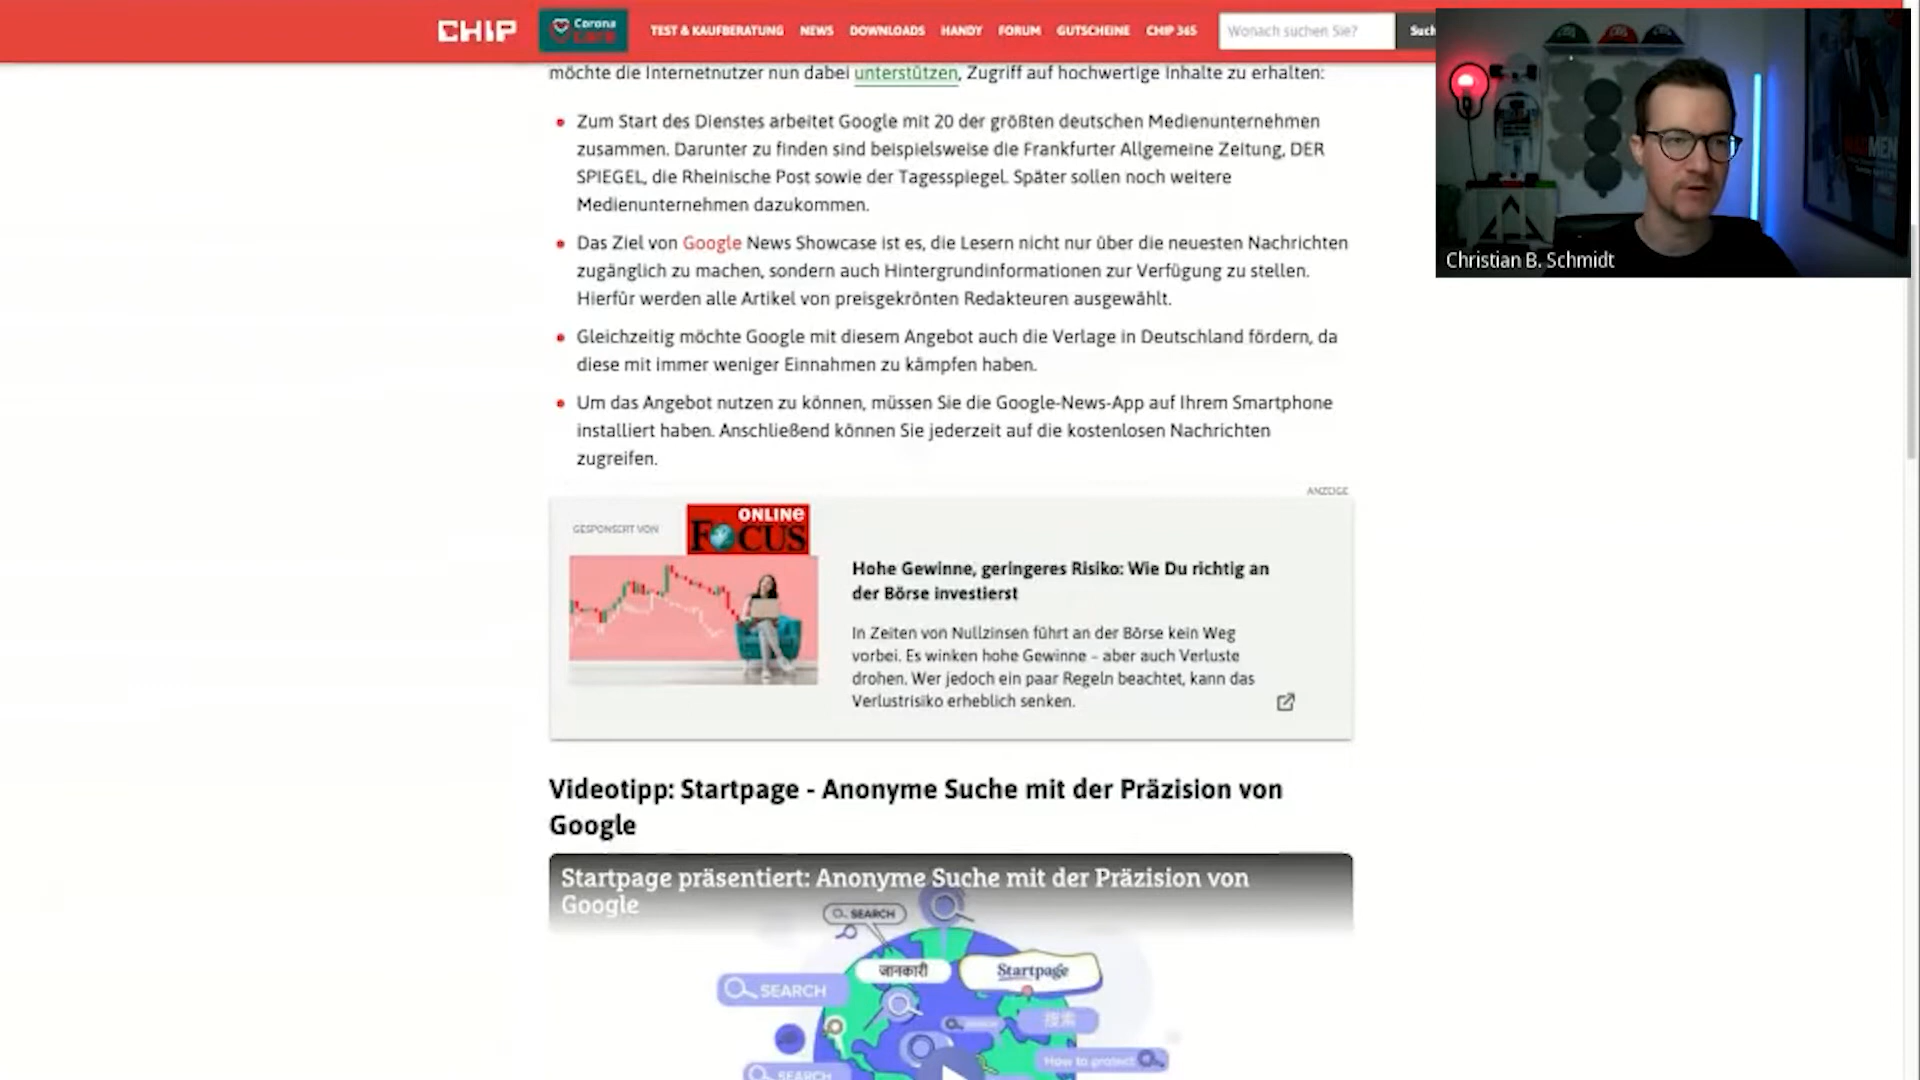 CHIP
Corona care
TEST & KAUFBERATUNG NEWS DOWNLOADS HANDY FORUM GUTSCHEINE CHIP 365
Wonach suchen Sie?
Such
möchte die Internetnutzer nun dabei unterstützen, Zugriff auf hochwertige Inhalte zu erhalten:
Zum Start des Dienstes arbeitet Google mit 20 der größten deutschen Medienunternehmen
zusammen. Darunter zu finden sind beispielsweise die Frankfurter Allgemeine Zeitung, DER
SPIEGEL, die Rheinische Post sowie der Tagesspiegel. Später sollen noch weitere
Medienunternehmen dazukommen.
Das Ziel von Google News Showcase ist es, die Lesern nicht nur über die neuesten Nachrichten
zugänglich zu machen, sondern auch Hintergrundinformationen zur Verfügung zu stellen.
Hierfür werden alle Artikel von preisgekrönten Redakteuren ausgewählt.
Gleichzeitig möchte Google mit diesem Angebot auch die Verlage in Deutschland fördern, da
diese mit immer weniger Einnahmen zu kämpfen haben.
Um das Angebot nutzen zu können, müssen Sie die Google-News-App auf Ihrem Smartphone
installiert haben. Anschließend können Sie jederzeit auf die kostenlosen Nachrichten
zugreifen.
ANZEIGE
GESPONSERT VON
ONLINE
FOCUS
Hohe Gewinne, geringeres Risiko: Wie Du richtig an
der Börse investierst
In Zeiten von Nullzinsen führt an der Börse kein Weg
vorbei. Es winken hohe Gewinne – aber auch Verluste
drohen. Wer jedoch ein paar Regeln beachtet, kann das
Verlustrisiko erheblich senken.
Videotipp: Startpage - Anonyme Suche mit der Präzision von
Google
Startpage präsentiert: Anonyme Suche mit der Präzision von
Google
SEARCH
जानकारी
Startpage
SEARCH
搜索
How to protect
SEARCH
MEN
Christian B. Schmidt